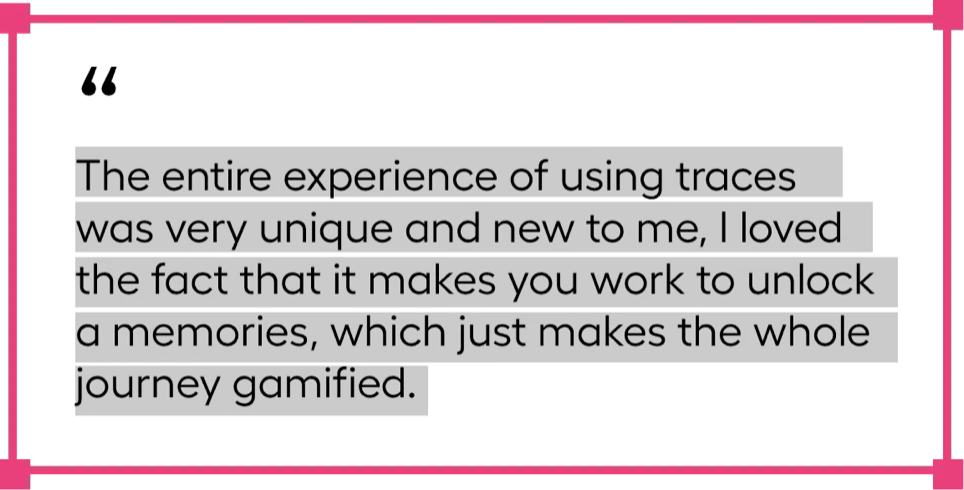 “
The entire experience of using traces
was very unique and new to me, I loved
the fact that it makes you work to unlock
a memories, which just makes the whole
journey gamified.